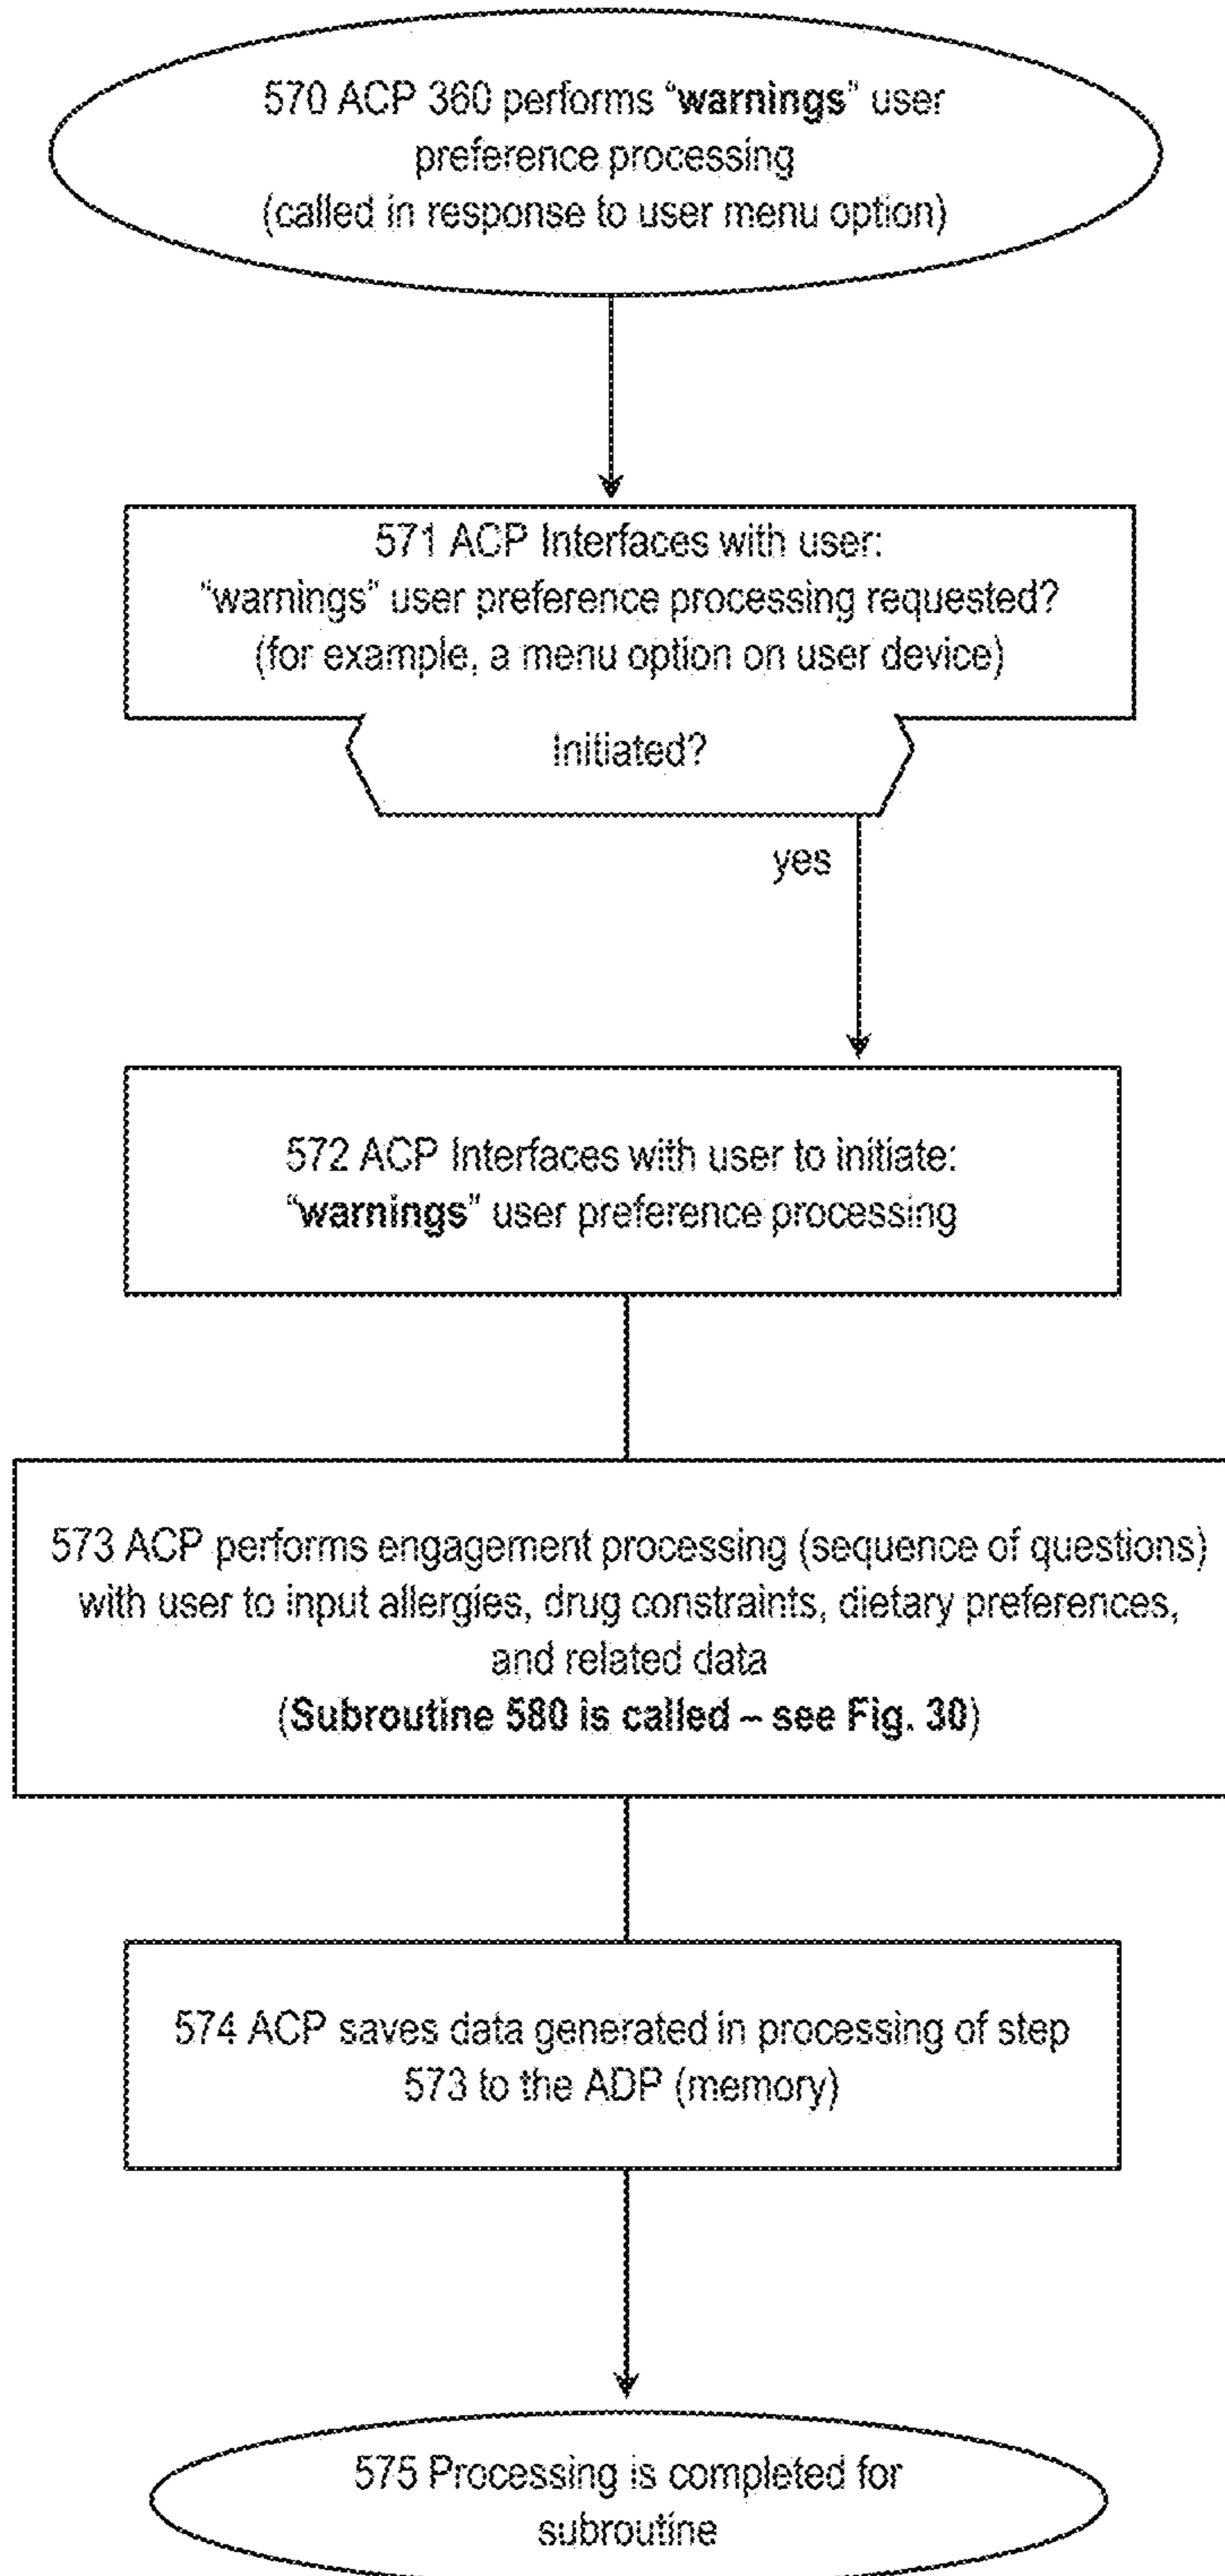 570 ACP 360 performs “warnings” user
preference processing
(called in response to user menu option)
571 ACP Interfaces with user:
“warnings” user preference processing requested?
(for example, a menu option on user device)
Initiated?
yes
572 ACP Interfaces with user to initiate:
“warnings” user preference processing
573 ACP performs engagement processing (sequence of questions)
with user to input allergies, drug constraints, dietary preferences,
and related data
(Subroutine 580 is called – see Fig. 30)
574 ACP saves data generated in processing of step
573 to the ADP (memory)
575 Processing is completed for
subroutine